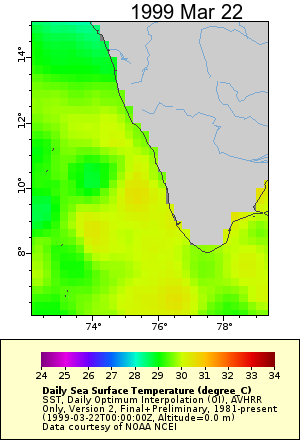 1999 Mar 22
14°
12°
10°
8°
74°
76°
78°
24 25 26 27 28 29 30 31 32 33 34
Daily Sea Surface Temperature (degree_C)
SST, Daily Optimum Interpolation (OI), AVHRR
Only, Version 2, Final+Preliminary, 1981-present
(1999-03-22T00:00:00Z, Altitude=0.0 m)
Data courtesy of NOAA NCEI